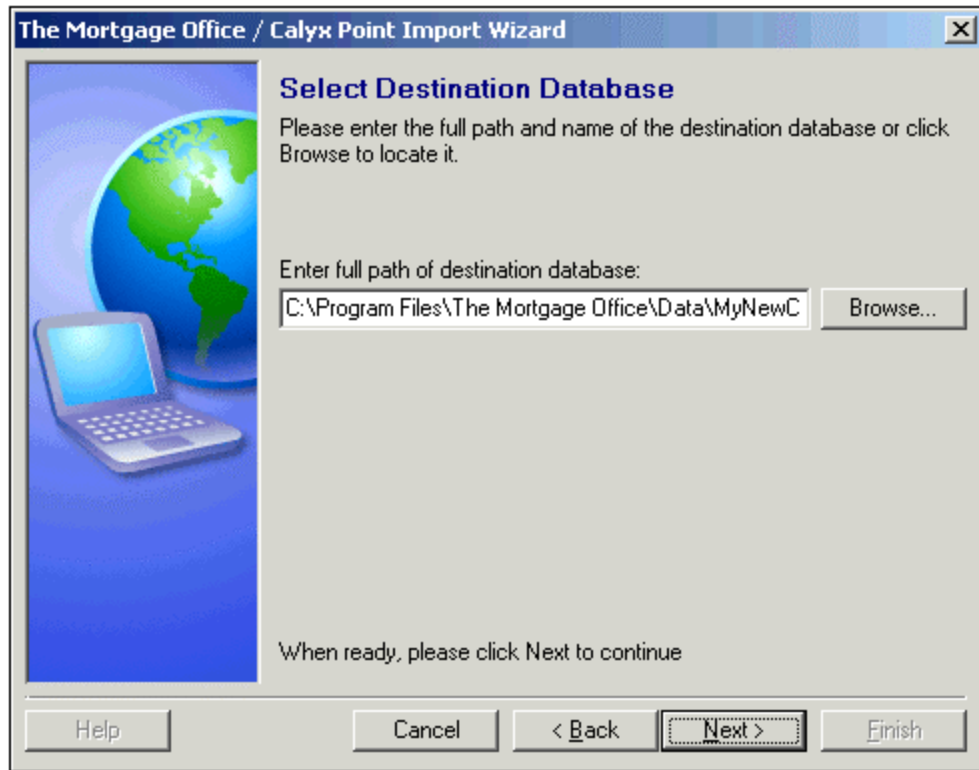 The Mortgage Office / Calyx Point Import Wizard
Select Destination Database
Please enter the full path and name of the destination database or click
Browse to locate it.
Enter full path of destination database:
C:\Program Files\The Mortgage Office\Data\MyNewC
Browse...
When ready, please click Next to continue
Help
Cancel
< Back
Next >
Finish